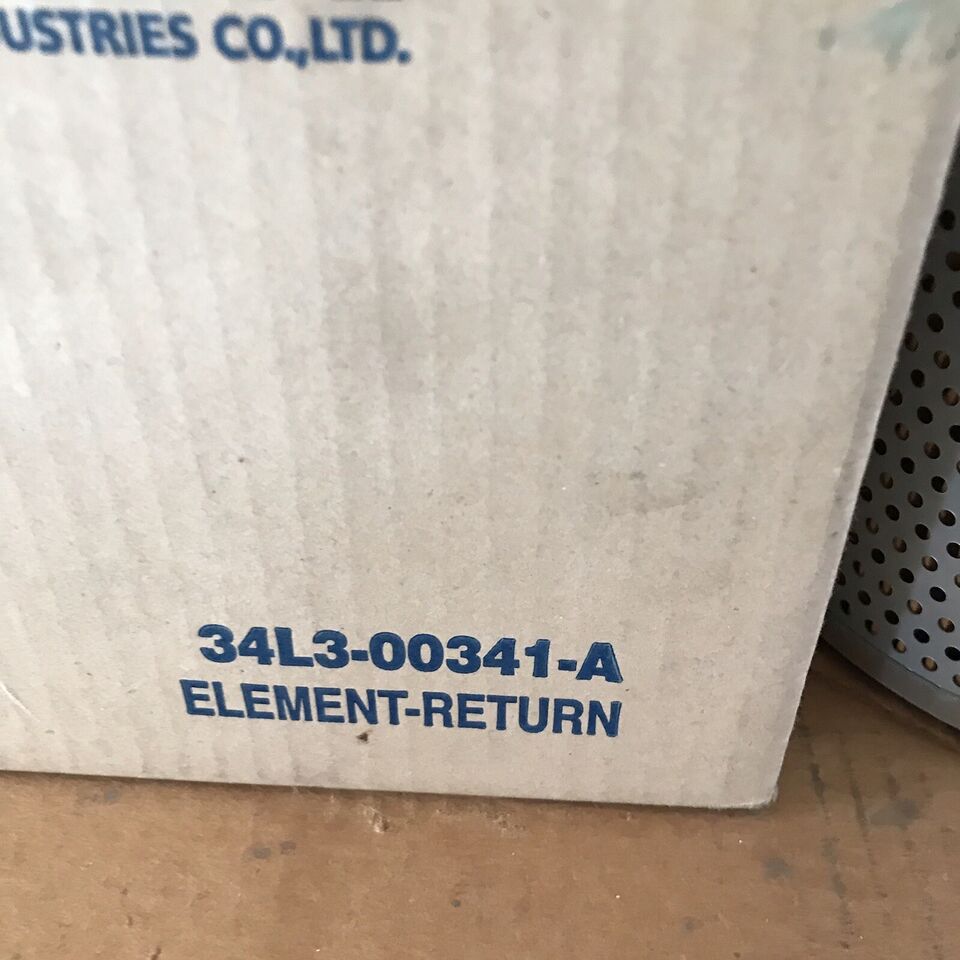 USTRIES CO.,LTD.
34L3-00341-A
ELEMENT-RETURN